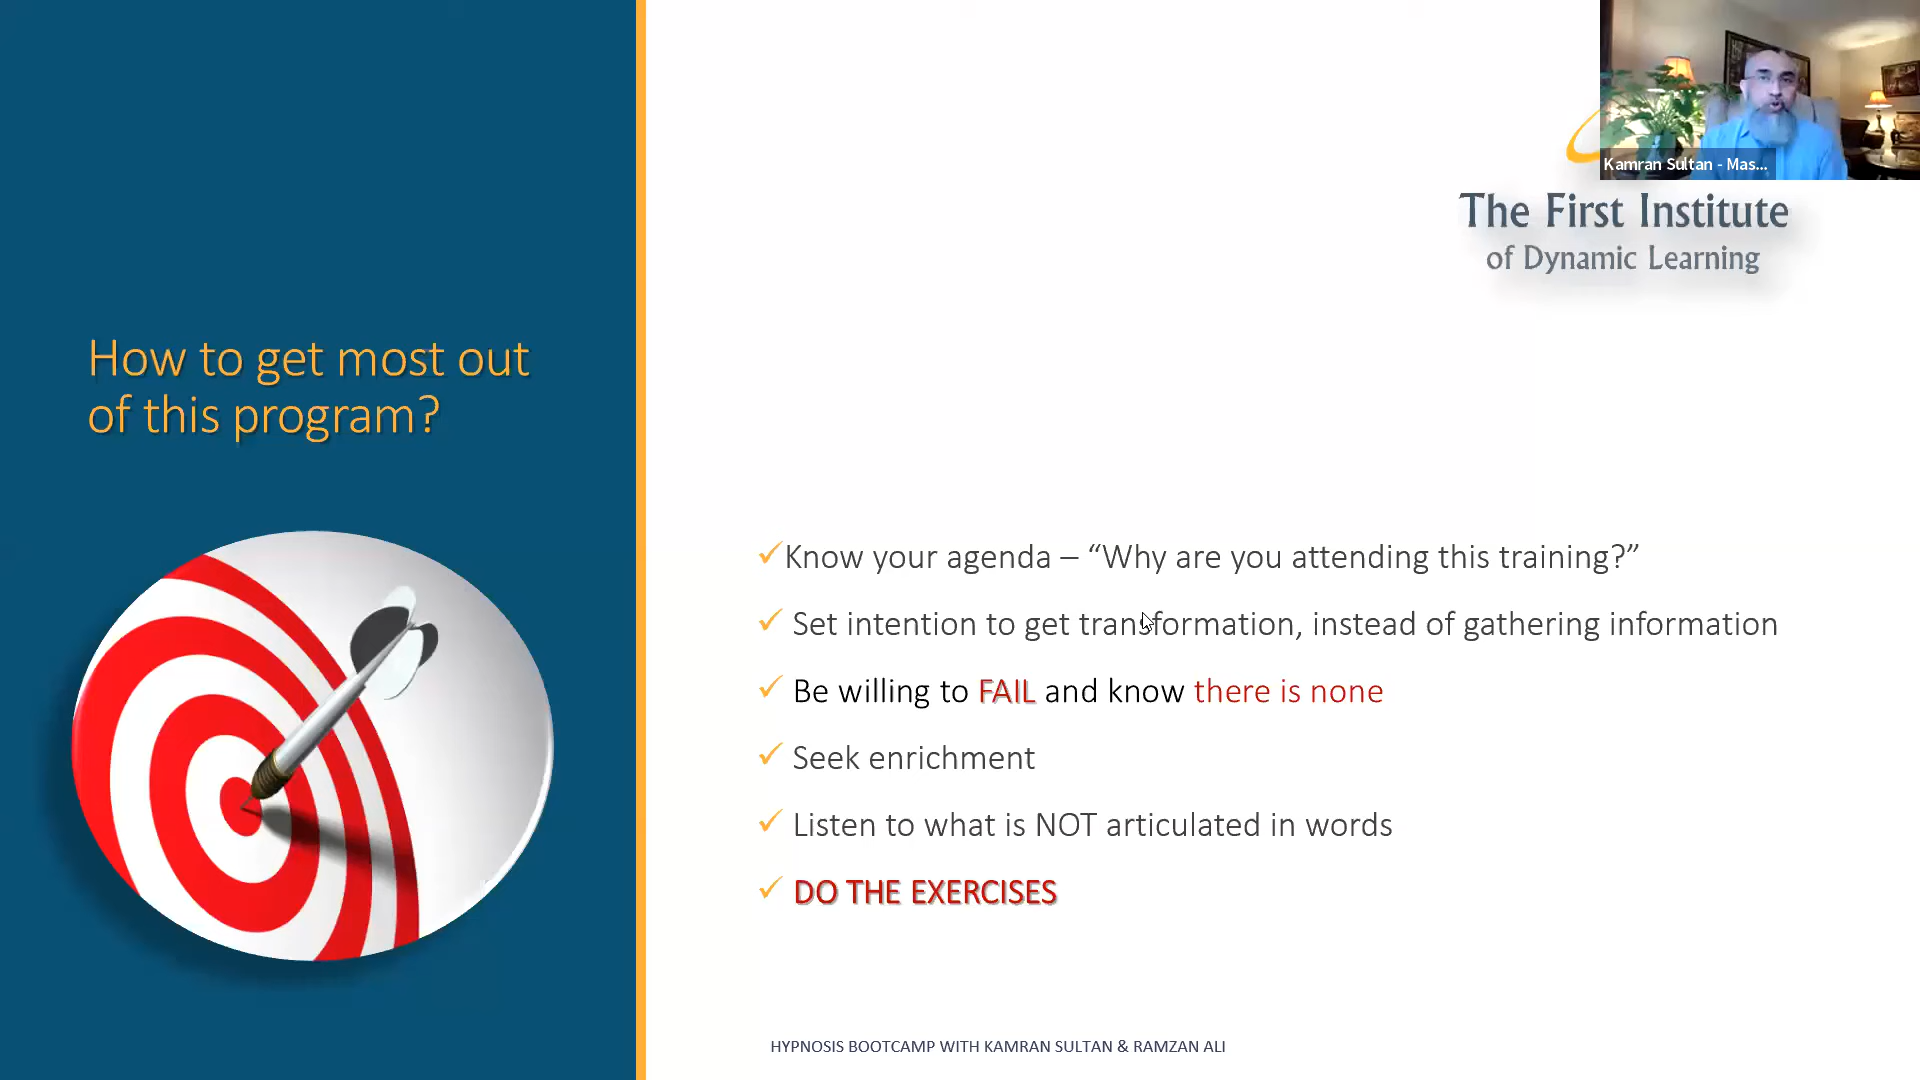 Kamran Sultan - Mas...
The First Institute
of Dynamic Learning
How to get most out
of this program?
Know your agenda – “Why are you attending this training?”
Set intention to get transformation, instead of gathering information
Be willing to FAIL and know there is none
Seek enrichment
Listen to what is NOT articulated in words
DO THE EXERCISES
HYPNOSIS BOOTCAMP WITH KAMRAN SULTAN & RAMZAN ALI